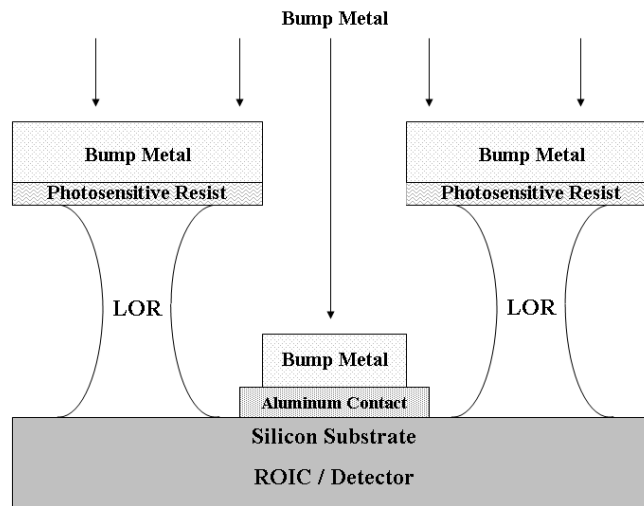 Bump Metal
Bump Metal
Bump Metal
Photosensitive Resist
Photosensitive Resist
LOR
LOR
Bump Metal
Aluminum Contact
Silicon Substrate
ROIC / Detector